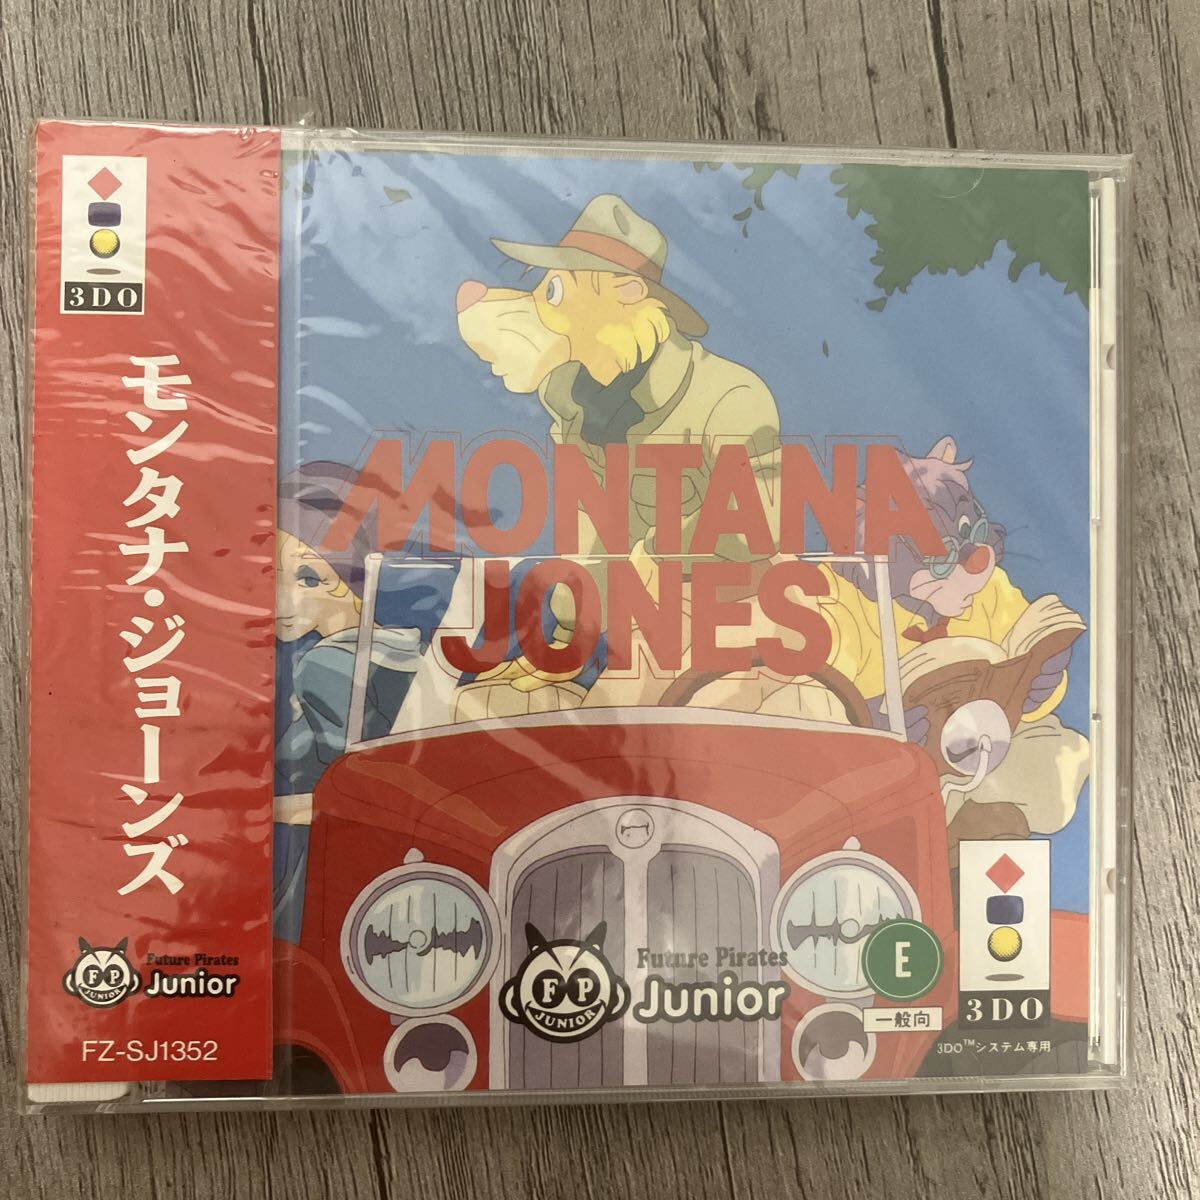 3DO
モンタナ・ジョーンズ
FP
JUNIOR
Future Pirates
Junior
FZ-SJ1352
MONTANA
JONES
FP
JUNIOR
Future Pirates
Junior
E
一般向
3DO
3DO™システム専用